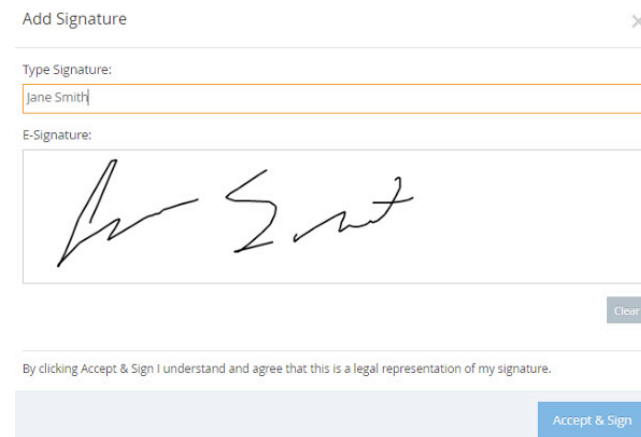 Add Signature
Type Signature:
Jane Smith
E-Signature:
Clear
By clicking Accept & Sign I understand and agree that this is a legal representation of my signature.
Accept & Sign